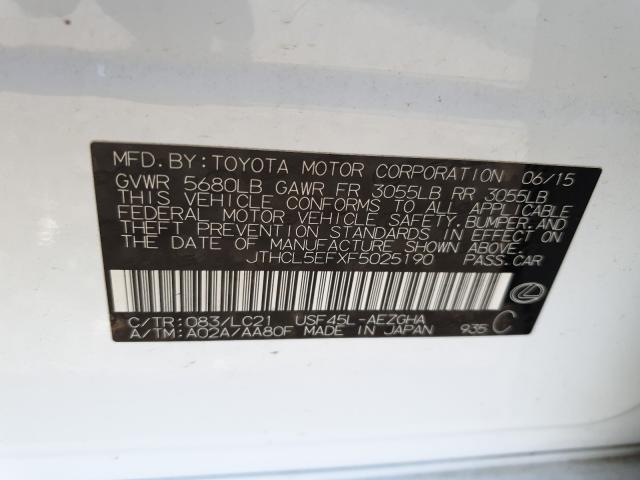 MFD. BY: TOYOTA MOTOR CORPORATION 06/15
GVWR 5680LB GAWR FR 3055LB RR 3055LB
THIS VEHICLE CONFORMS TO ALL APPLICABLE
FEDERAL MOTOR VEHICLE SAFETY, BUMPER, AND
THEFT PREVENTION STANDARDS IN EFFECT ON
THE DATE OF MANUFACTURE SHOWN ABOVE.
JTHCL5EFXF5025190 PASS. CAR
C/TR: 083/LC21 USF45L-AEZGHA
A/TM: A02A/AA80F MADE IN JAPAN 935 C